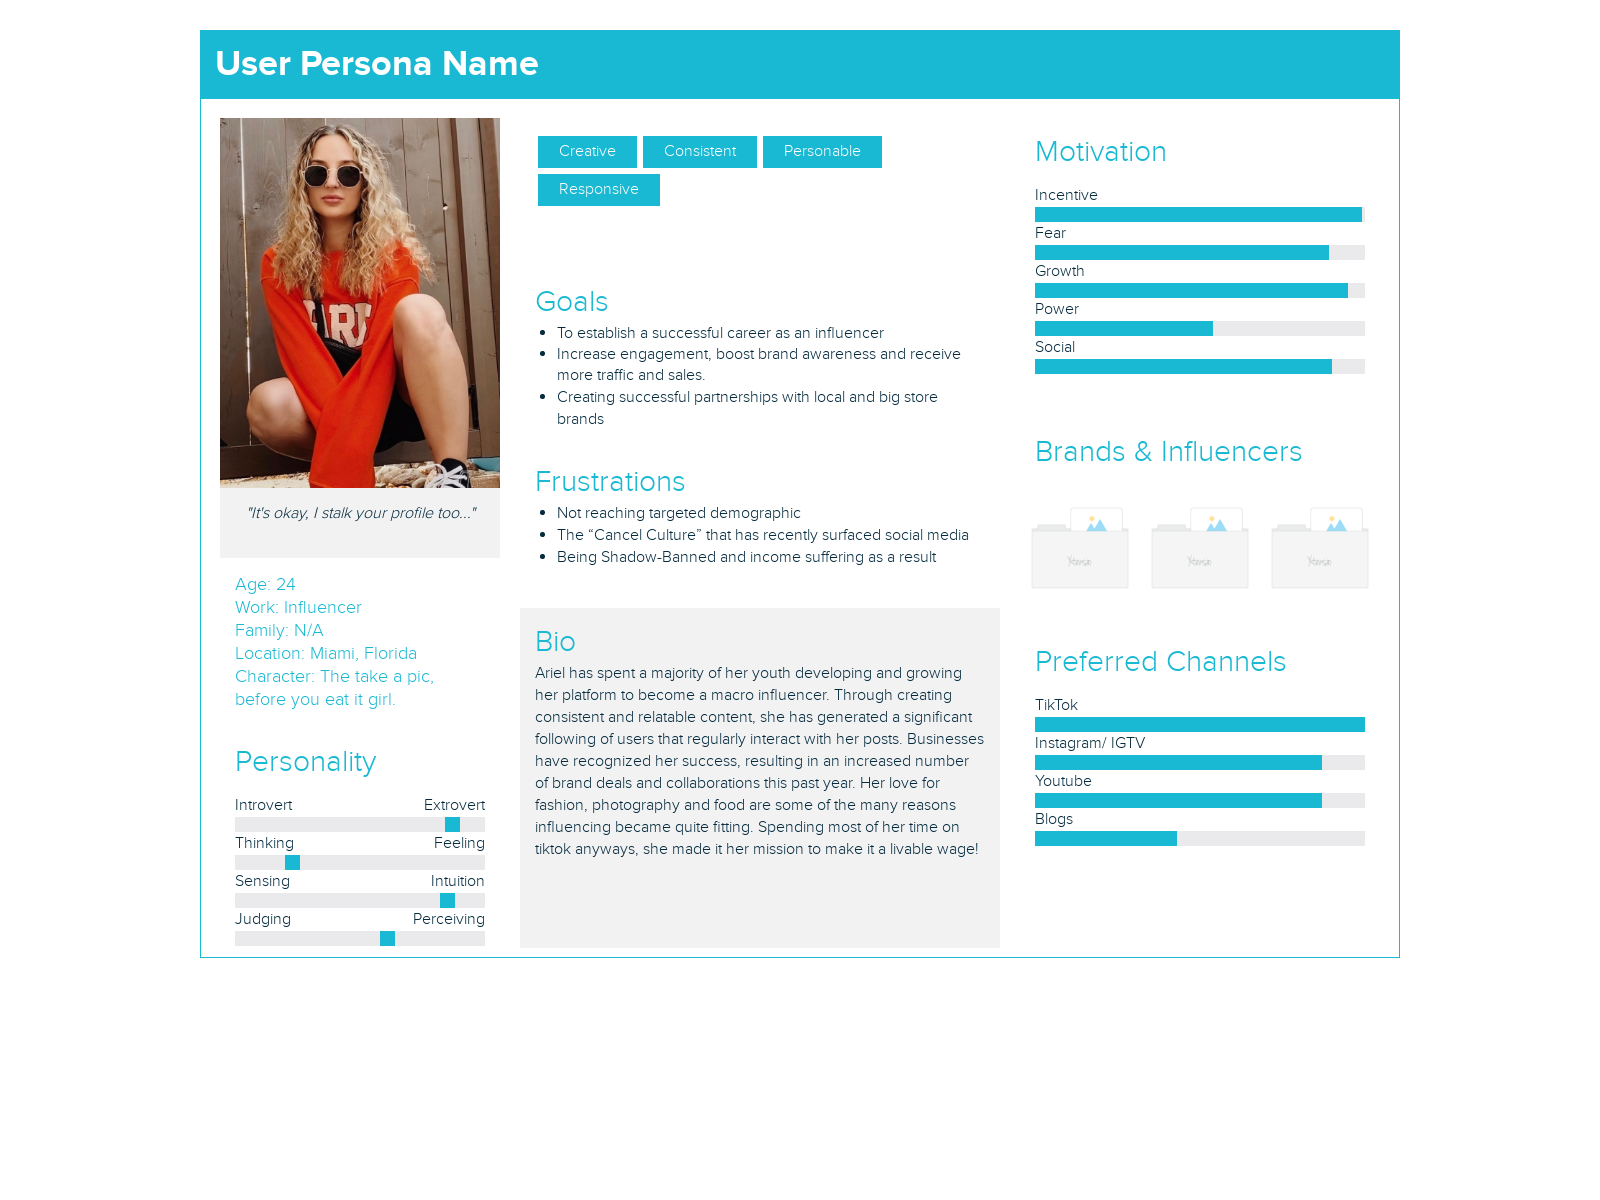 User Persona Name
"It's okay, I stalk your profile too..."
Age: 24
Work: Influencer
Family: N/A
Location: Miami, Florida
Character: The take a pic,
before you eat it girl.
Personality
Introvert Extrovert
Thinking Feeling
Sensing Intuition
Judging Perceiving
Creative Consistent Personable
Responsive
Goals
To establish a successful career as an influencer
Increase engagement, boost brand awareness and receive
more traffic and sales.
Creating successful partnerships with local and big store
brands
Frustrations
Not reaching targeted demographic
The “Cancel Culture” that has recently surfaced social media
Being Shadow-Banned and income suffering as a result
Bio
Ariel has spent a majority of her youth developing and growing
her platform to become a macro influencer. Through creating
consistent and relatable content, she has generated a significant
following of users that regularly interact with her posts. Businesses
have recognized her success, resulting in an increased number
of brand deals and collaborations this past year. Her love for
fashion, photography and food are some of the many reasons
influencing became quite fitting. Spending most of her time on
tiktok anyways, she made it her mission to make it a livable wage!
Motivation
Incentive
Fear
Growth
Power
Social
Brands & Influencers
Xtensio
Xtensio
Xtensio
Preferred Channels
TikTok
Instagram/ IGTV
Youtube
Blogs